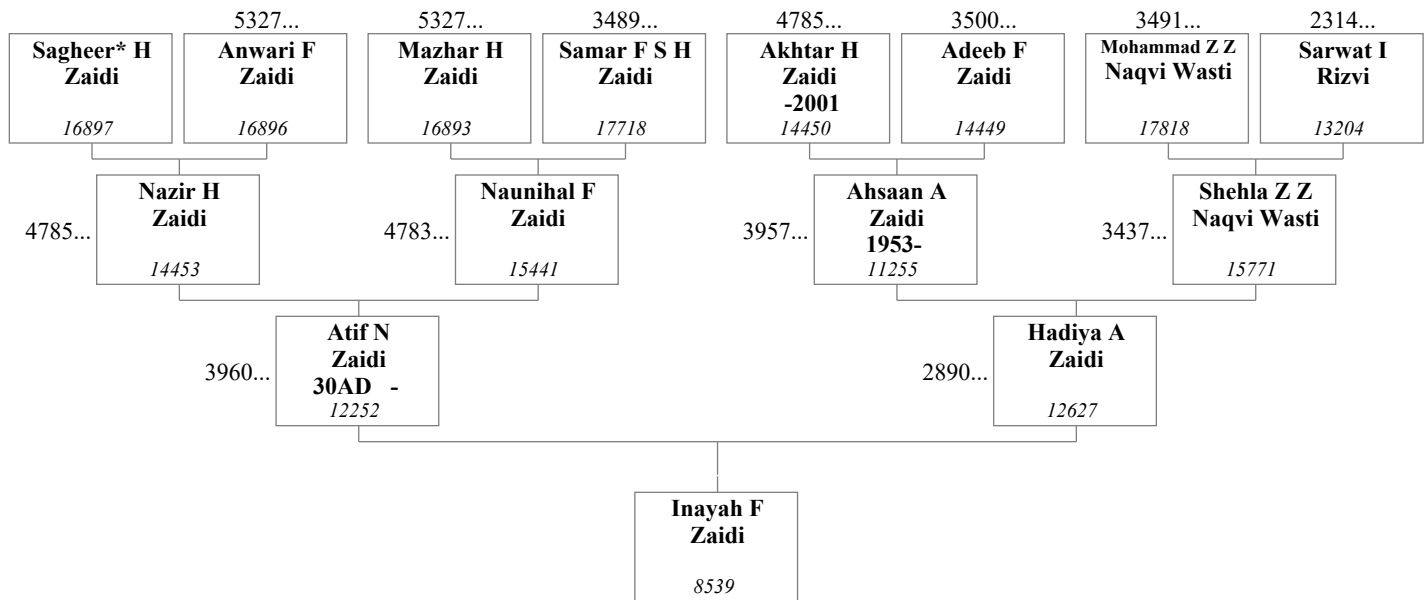 5327...
5327...
3489...
4785...
3500...
3491...
2314...
Sagheer* H
Zaidi
16897
Anwari F
Zaidi
16896
Mazhar H
Zaidi
16893
Samar F S H
Zaidi
17718
Akhtar H
Zaidi
-2001
14450
Adeeb F
Zaidi
14449
Mohammad Z Z
Naqvi Wasti
17818
Sarwat I
Rizvi
13204
4785...
Nazir H
Zaidi
14453
4783...
Naunihal F
Zaidi
15441
3957...
Ahsaan A
Zaidi
1953-
11255
3437...
Shehla Z Z
Naqvi Wasti
15771
3960...
Atif N
Zaidi
30AD -
12252
2890...
Hadiya A
Zaidi
12627
Inayah F
Zaidi
8539